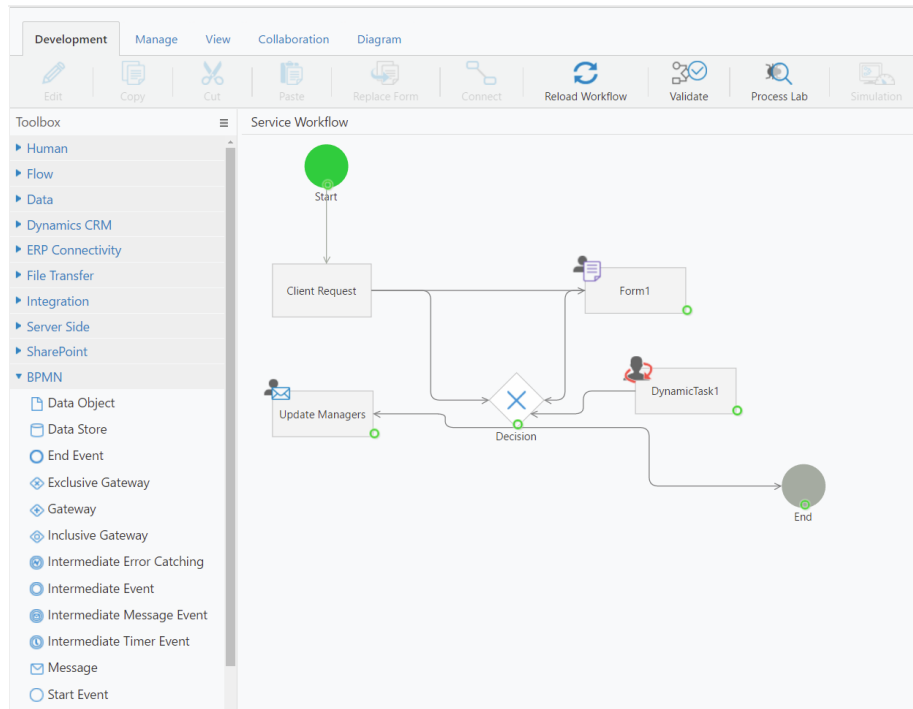 Development Manage View Collaboration Diagram
Edit Copy Cut Paste Replace Form Connect Reload Workflow Validate Process Lab Simulation
Toolbox
Service Workflow
Human
Flow
Data
Dynamics CRM
ERP Connectivity
File Transfer
Integration
Server Side
SharePoint
BPMN
Data Object
Data Store
End Event
Exclusive Gateway
Gateway
Inclusive Gateway
Intermediate Error Catching
Intermediate Event
Intermediate Message Event
Intermediate Timer Event
Message
Start Event
Start
Client Request
Form1
DynamicTask1
Update Managers
Decision
End